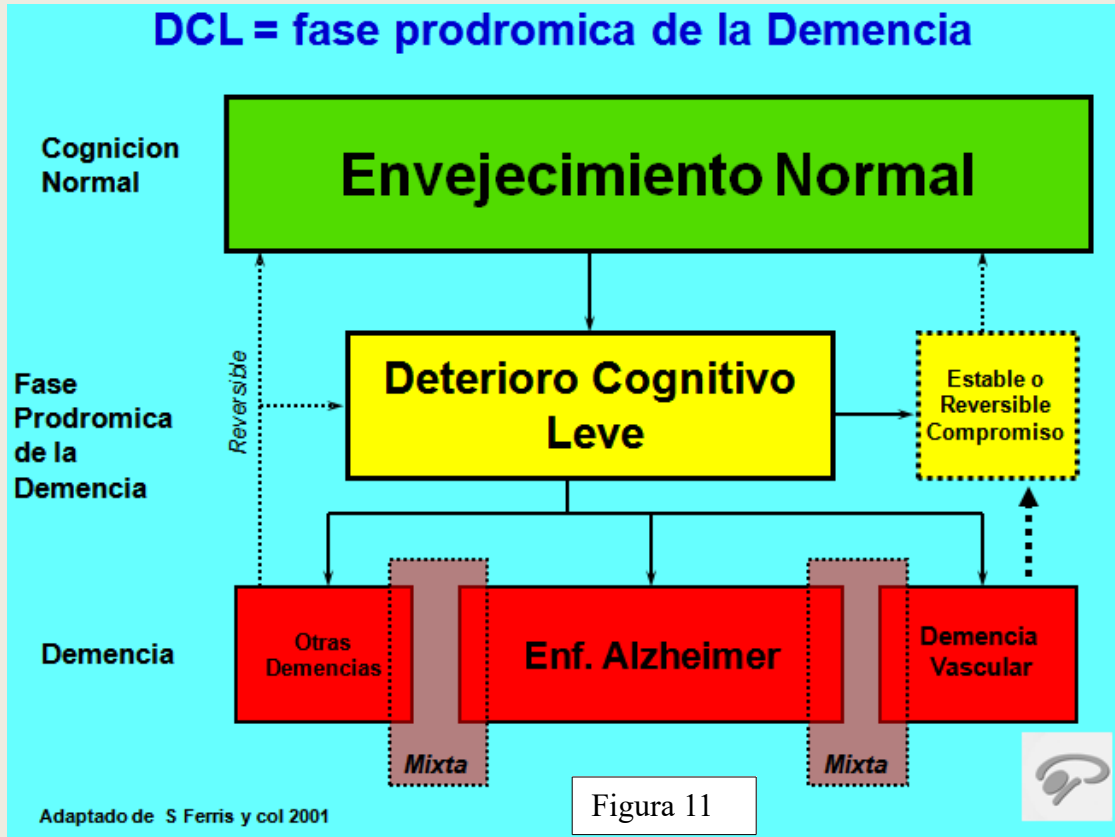 DCL = fase prodromica de la Demencia
Cognicion
Normal
Envejecimiento Normal
Reversible
Fase
Prodromica
de la
Demencia
Deterioro Cognitivo
Leve
Estable o
Reversible
Compromiso
Demencia
Otras
Demencias
Enf. Alzheimer
Demencia
Vascular
Mixta
Mixta
Figura 11
Adaptado de S Ferris y col 2001